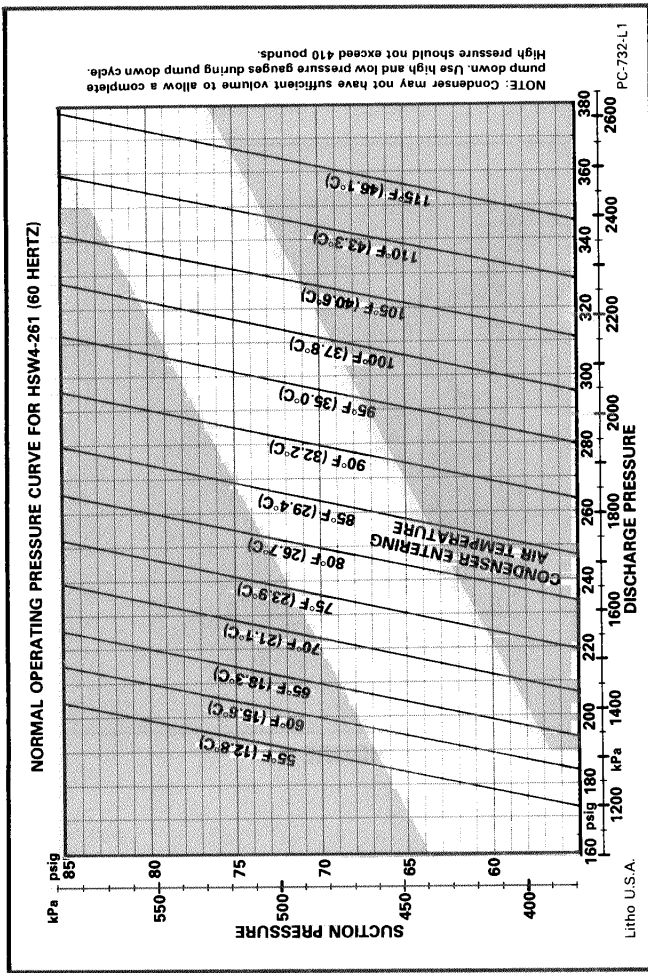 NORMAL OPERATING PRESSURE CURVE FOR HSW4-261 (60 HERTZ)
kPa psig
85
80
75
70
65
60
500
450
400
SUCTION PRESSURE
55°F (12.8°C)
60°F (15.6°C)
65°F (18.3°C)
70°F (21.1°C)
75°F (23.9°C)
80°F (26.7°C)
85°F (29.4°C)
90°F (32.2°C)
95°F (35.0°C)
100°F (37.8°C)
105°F (40.6°C)
110°F (43.3°C)
115°F (46.1°C)
CONDENSER ENTERING
AIR TEMPERATURE
160 psig 180 200 220 240 260 280 300 320 340 360 380
1200 kPa 1400 1600 1800 2000 2200 2400 2600
DISCHARGE PRESSURE
NOTE: Condenser may not have sufficient volume to allow a complete
pump down. Use high and low pressure gauges during pump down cycle.
High pressure should not exceed 410 pounds.
Litho U.S.A.
PC-732-L1